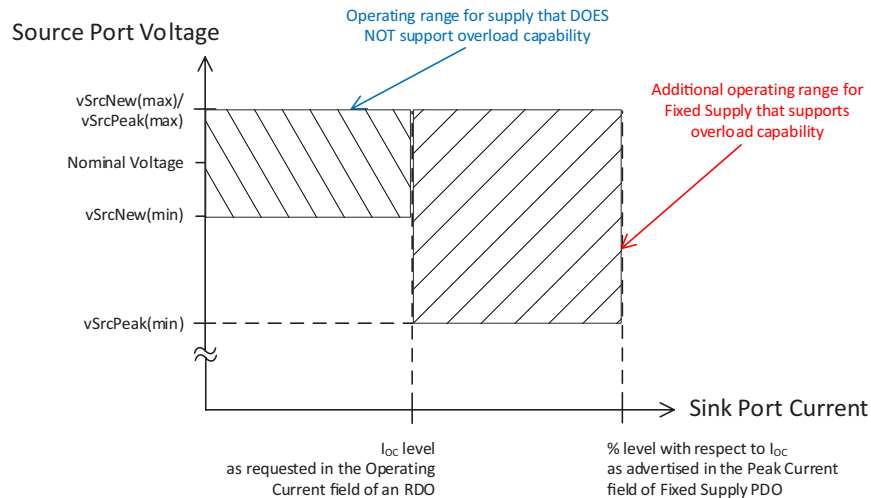 Operating range for supply that DOES
NOT support overload capability
Source Port Voltage
vSrcNew(max)/
vSrcPeak(max)
Additional operating range for
Fixed Supply that supports
overload capability
Nominal Voltage
vSrcNew(min)
vSrcPeak(min)
Sink Port Current
IOC level
as requested in the Operating
Current field of an RDO
% level with respect to IOC
as advertised in the Peak Current
field of Fixed Supply PDO